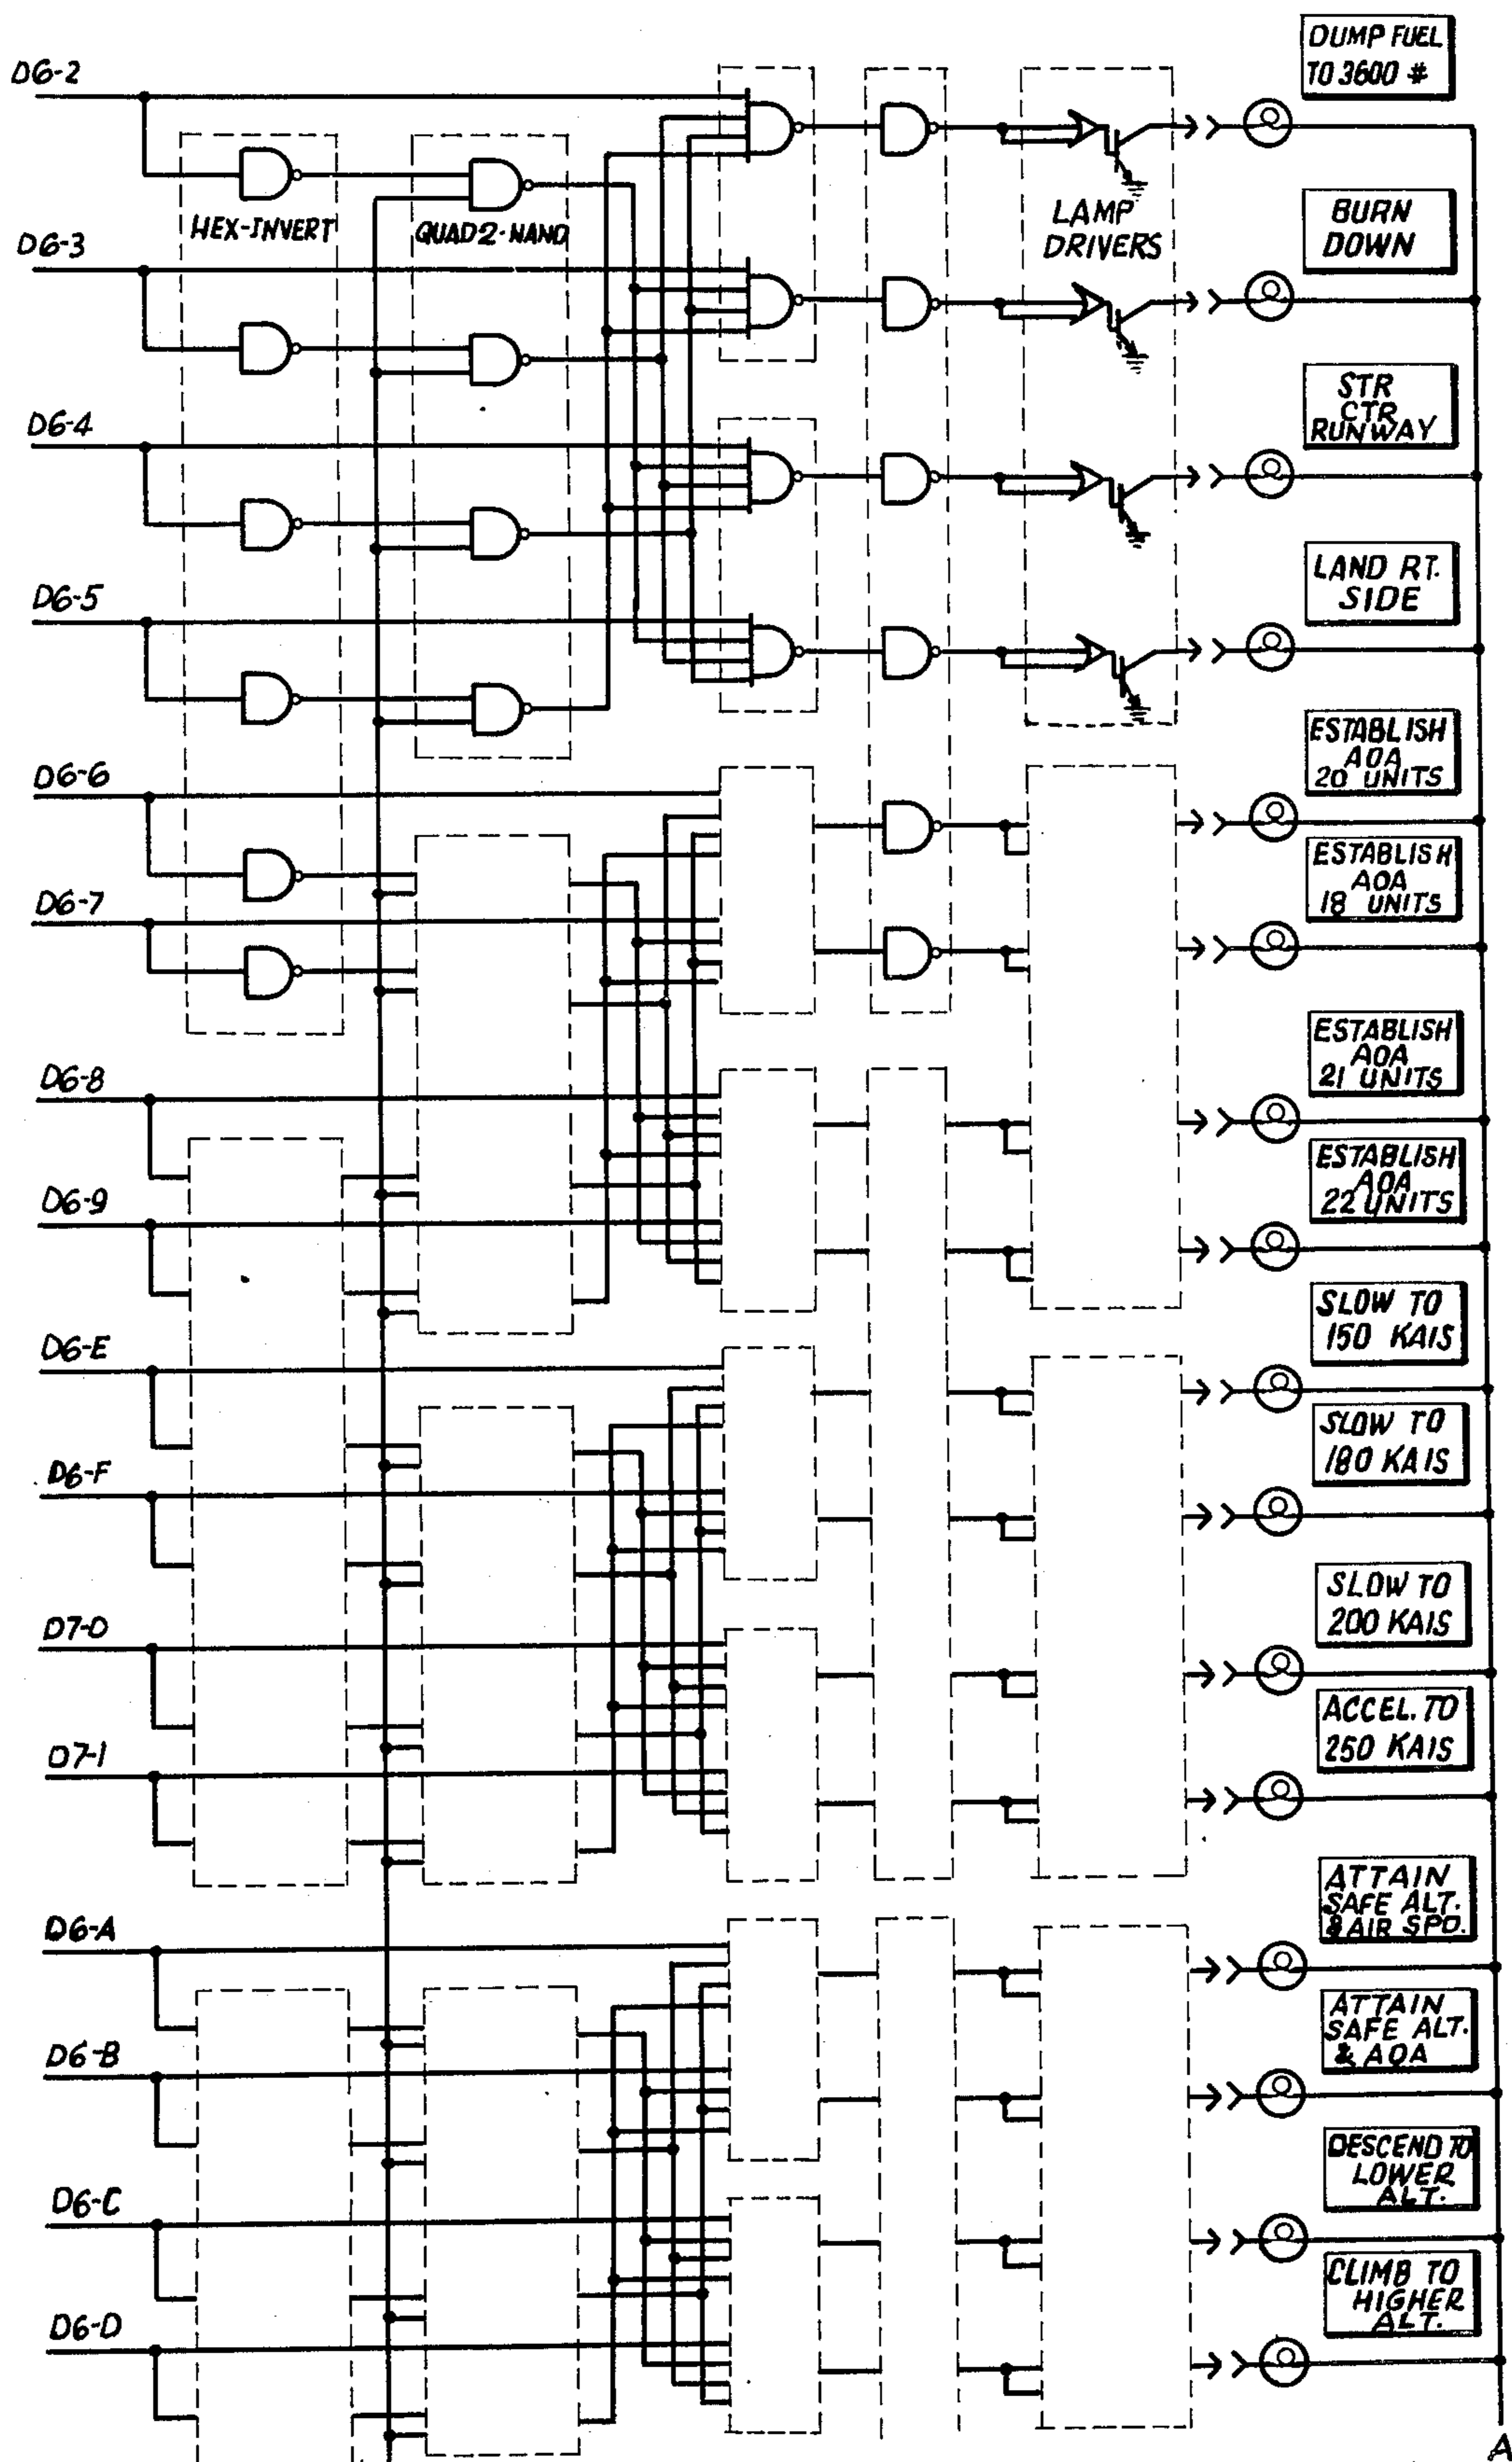 DUMP FUEL
TO 3600 #
D6-2
HEX-INVERT
QUAD2-NAND
LAMP
DRIVERS
BURN
DOWN
D6-3
STR
CTR
RUNWAY
D6-4
LAND RT.
SIDE
D6-5
ESTABLISH
AOA
20 UNITS
D6-6
ESTABLISH
AOA
18 UNITS
D6-7
ESTABLISH
AOA
21 UNITS
D6-8
ESTABLISH
AOA
22 UNITS
D6-9
SLOW TO
150 KAIS
D6-E
SLOW TO
180 KAIS
D6-F
SLOW TO
200 KAIS
D7-0
ACCEL. TO
250 KAIS
D7-1
ATTAIN
SAFE ALT.
& AIR SPD.
D6-A
ATTAIN
SAFE ALT.
& AOA
D6-B
DESCEND TO
LOWER
ALT.
D6-C
CLIMB TO
HIGHER
ALT.
D6-D
A